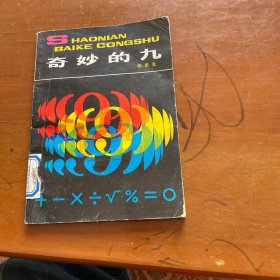 SHAONIAN
BAIKE CONGSHU
奇妙的九
+ − × ÷ √ % = 0